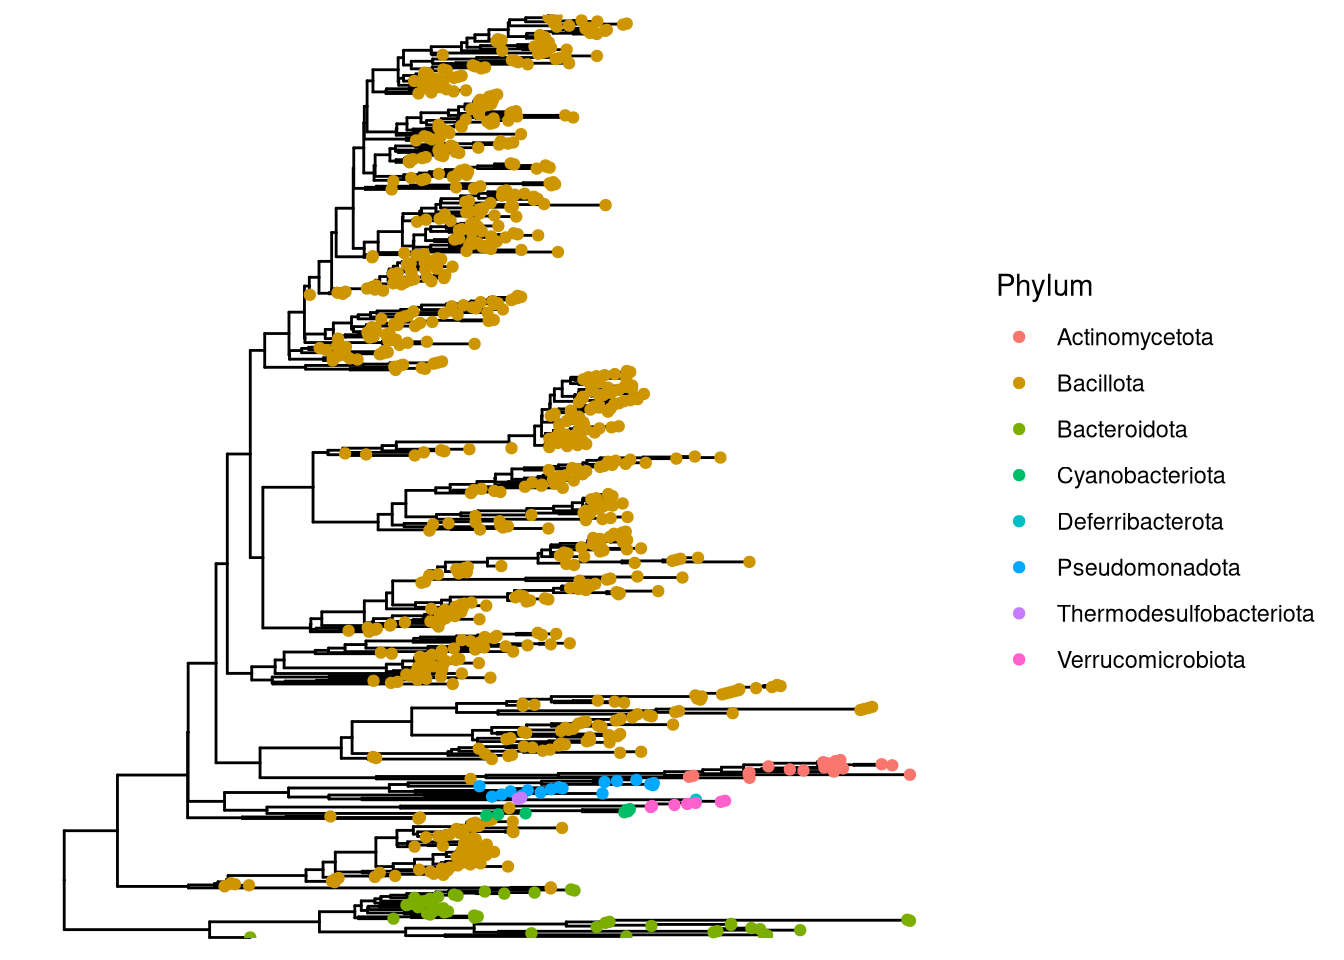 Phylum
Actinomycetota
Bacillota
Bacteroidota
Cyanobacteriota
Deferribacterota
Pseudomonadota
Thermodesulfobacteriota
Verrucomicrobiota